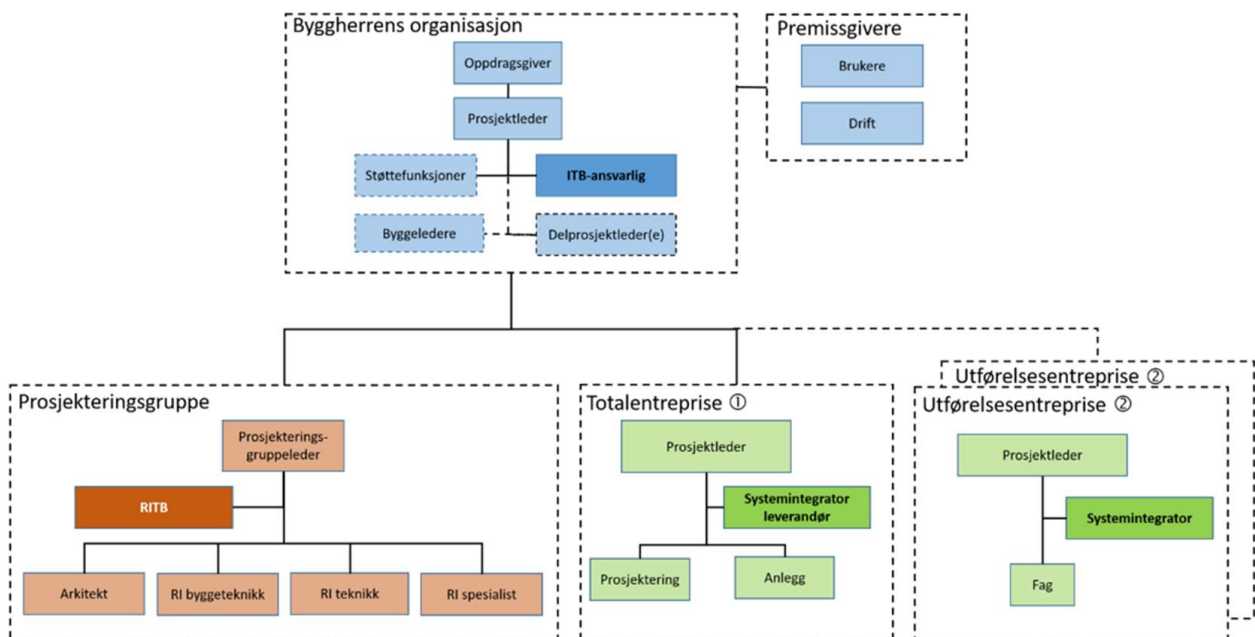 Byggherrens organisasjon
Oppdragsgiver
Prosjektleder
Støttefunksjoner
ITB-ansvarlig
Byggeledere
Delprosjektleder(e)
Premissgivere
Brukere
Drift
Prosjekteringsgruppe
Prosjekterings-
gruppeleder
RITB
Arkitekt
RI byggeteknikk
RI teknikk
RI spesialist
Totalentreprise ①
Prosjektleder
Systemintegrator
leverandør
Prosjektering
Anlegg
Utførelsesentreprise ②
Utførelsesentreprise ②
Prosjektleder
Systemintegrator
Fag